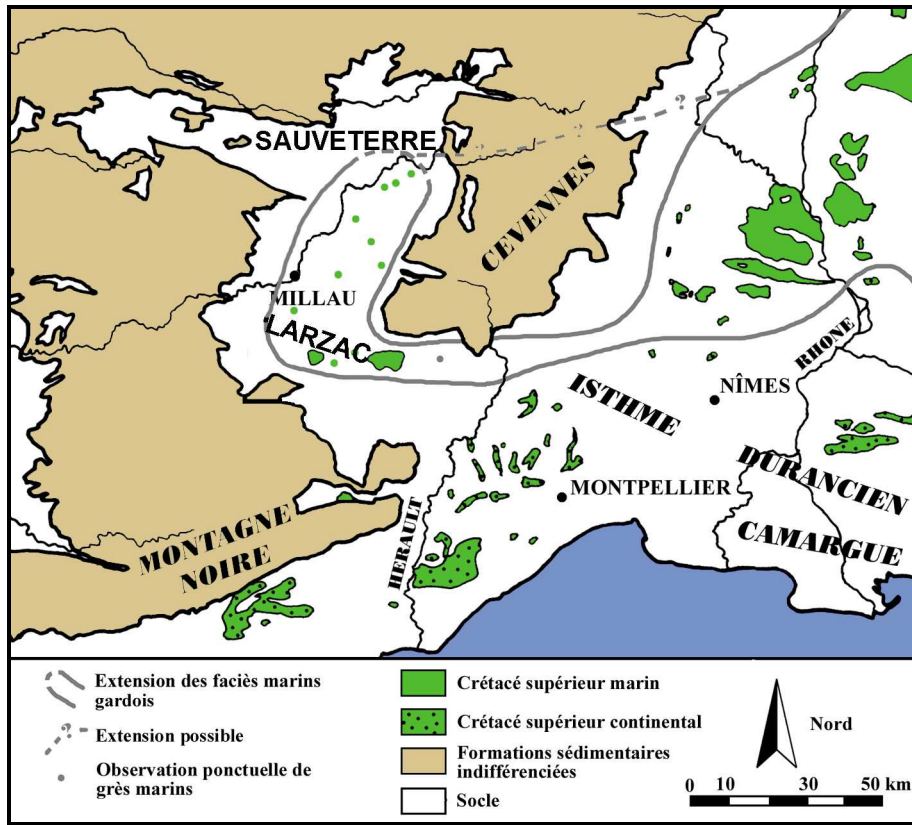 SAUVETERRE
?
?
?
CEVENNES
MILLAU
LARZAC
RHONE
NÎMES
ISTHME
DURANCIEN
MONTPELLIER
CAMARGUE
HERAULT
MONTAGNE
NOIRE
Extension des faciès marins
gardois
?
Extension possible
Observation ponctuelle de
grès marins
Crétacé supérieur marin
Crétacé supérieur continental
Formations sédimentaires
indifférenciées
Socle
Nord
0 10 30 50 km